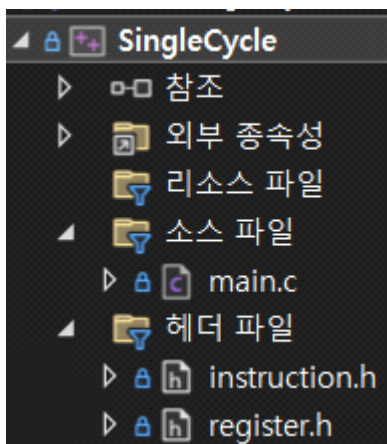 SingleCycle
참조
외부 종속성
리소스 파일
소스 파일
main.c
헤더 파일
instruction.h
register.h